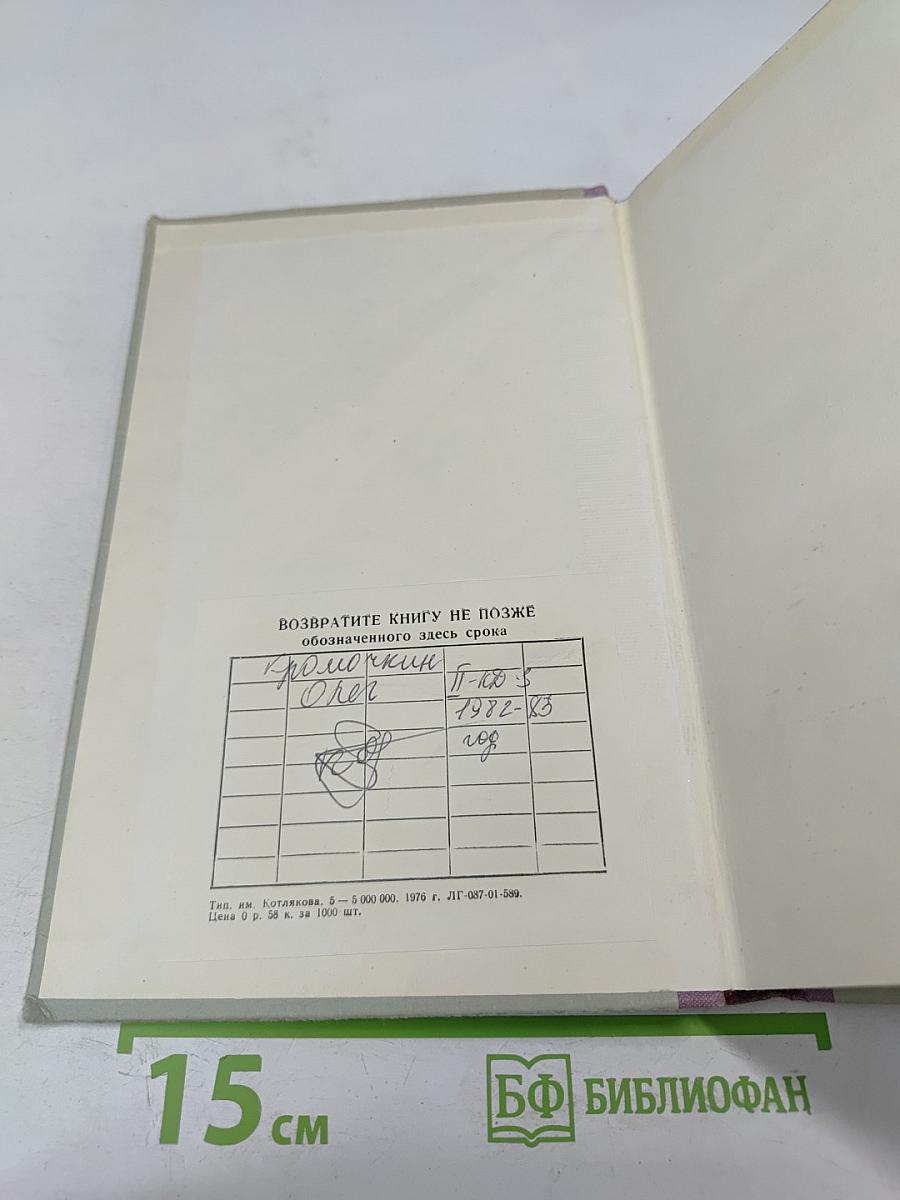 ВОЗВРАТИТЕ КНИГУ НЕ ПОЗЖЕ
обозначенного здесь срока
Кромочкин
Олег
П-КД-5
1982-83
год
Тип. им. Котлякова. 5 — 5 000 000. 1976 г. ЛГ-087-01-589.
Цена 0 р. 58 к. за 1000 шт.
15 см
БФ БИБЛИОФАН